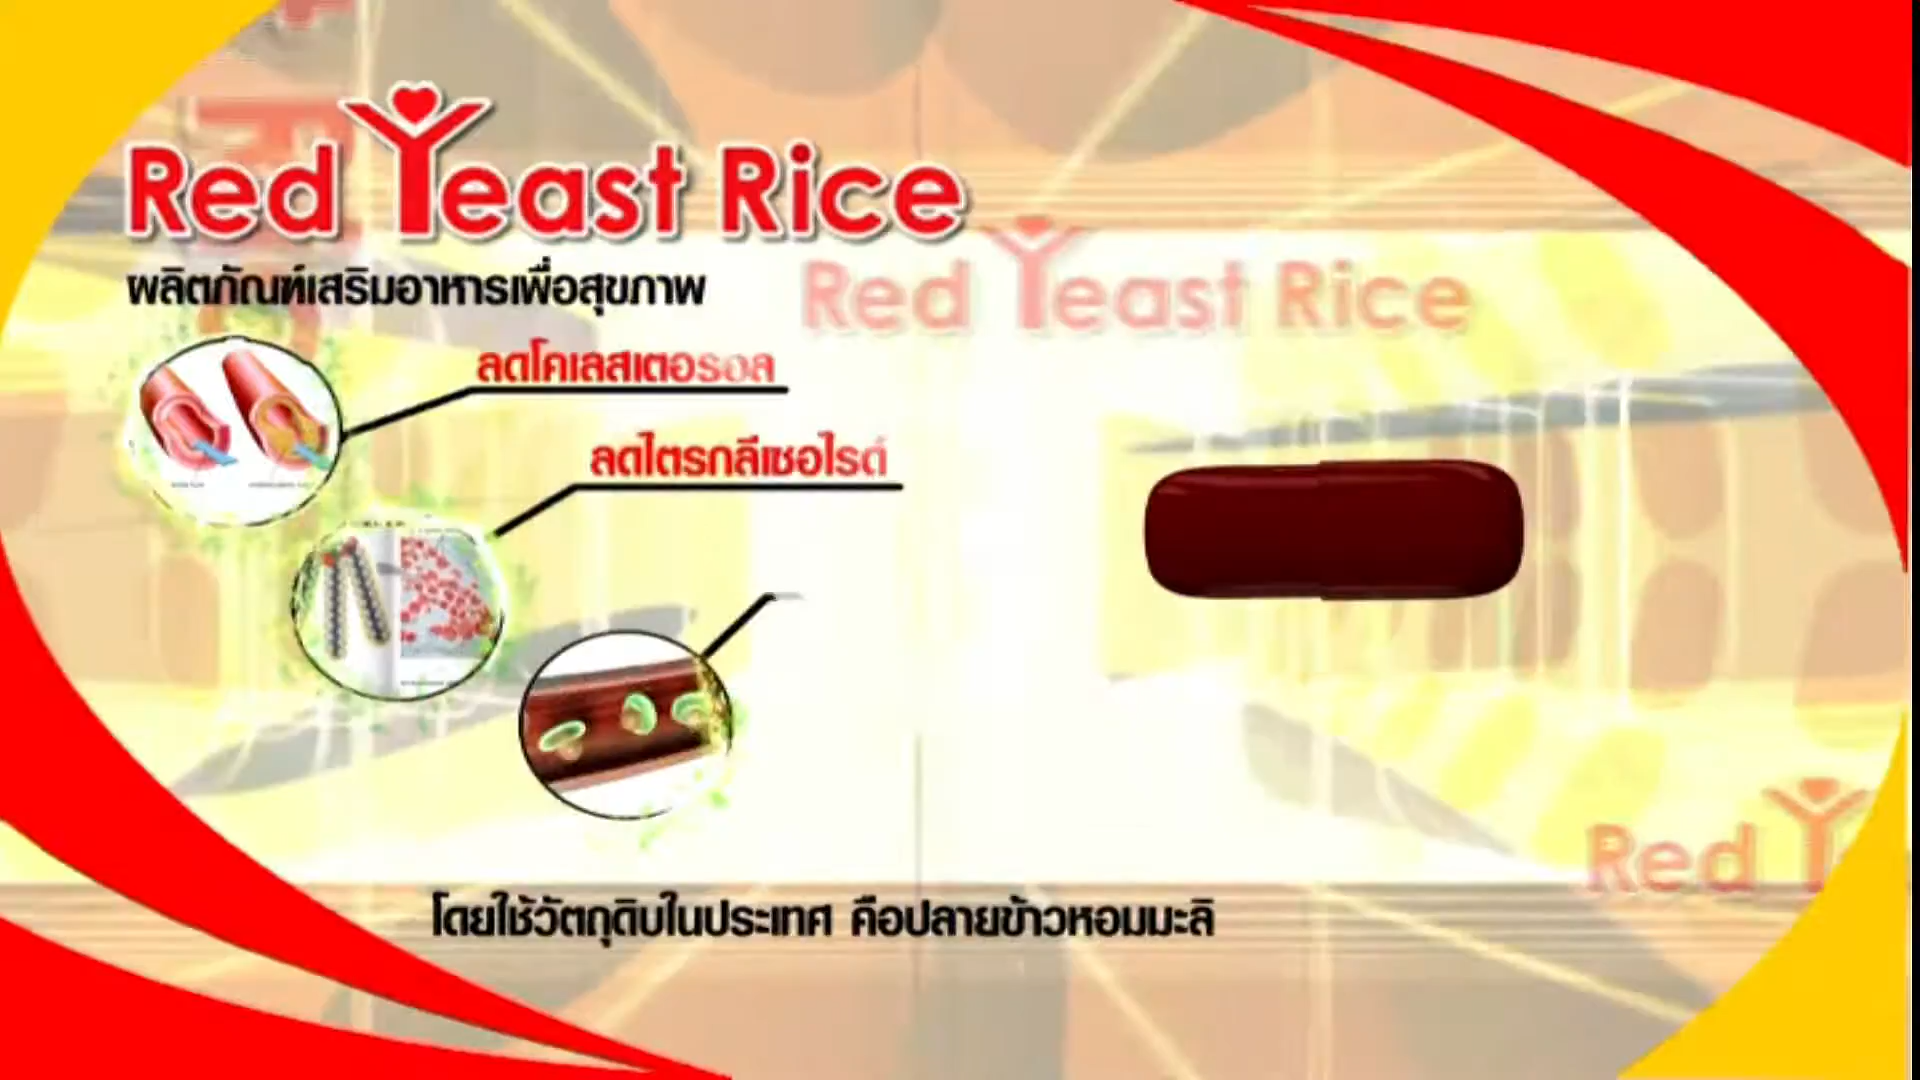 Red Yeast Rice
ผลิตภัณฑ์เสริมอาหารเพื่อสุขภาพ
Red Yeast Rice
ลดโคเลสเตอรอล
ลดไตรกลีเซอไรด์
Red Y
โดยใช้วัตถุดิบในประเทศ คือปลายข้าวหอมมะลิ